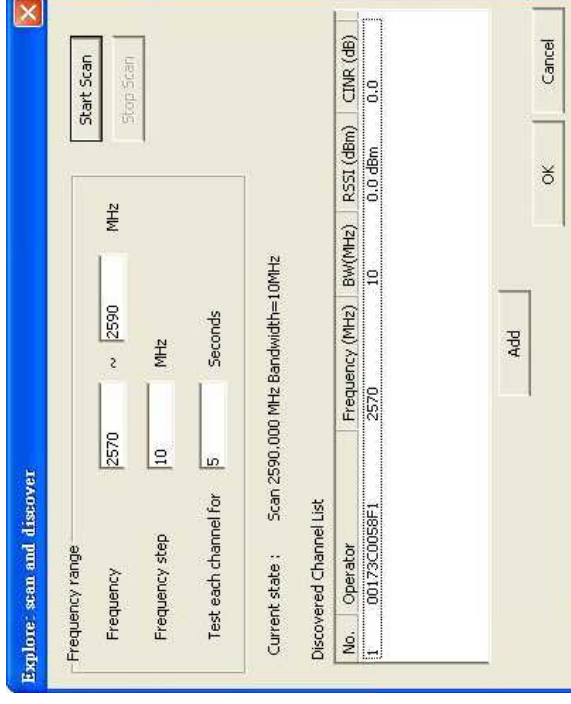 Explore: scan and discover
Frequency range
Frequency 2570 ~ 2590 MHz
Start Scan
Stop Scan
Frequency step 10 MHz
Test each channel for 5 Seconds
Current state : Scan 2590.000 MHz Bandwidth=10MHz
Discovered Channel List
No. Operator Frequency (MHz) BW(MHz) RSSI (dBm) CINR (dB)
1 00173C0058F1 2570 10 0.0 dBm 0.0
Add
OK Cancel